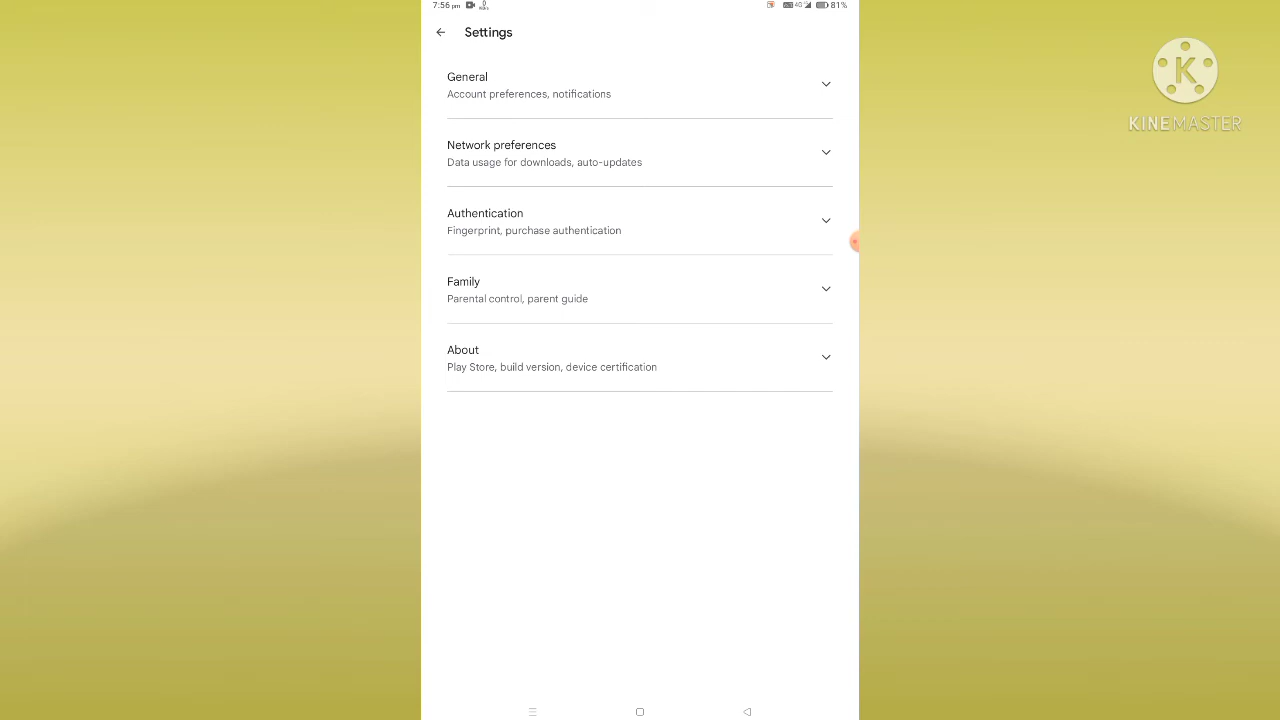 7:56 pm
4G 81%
Settings
General
Account preferences, notifications
Network preferences
Data usage for downloads, auto-updates
Authentication
Fingerprint, purchase authentication
Family
Parental control, parent guide
About
Play Store, build version, device certification
K
KINEMASTER